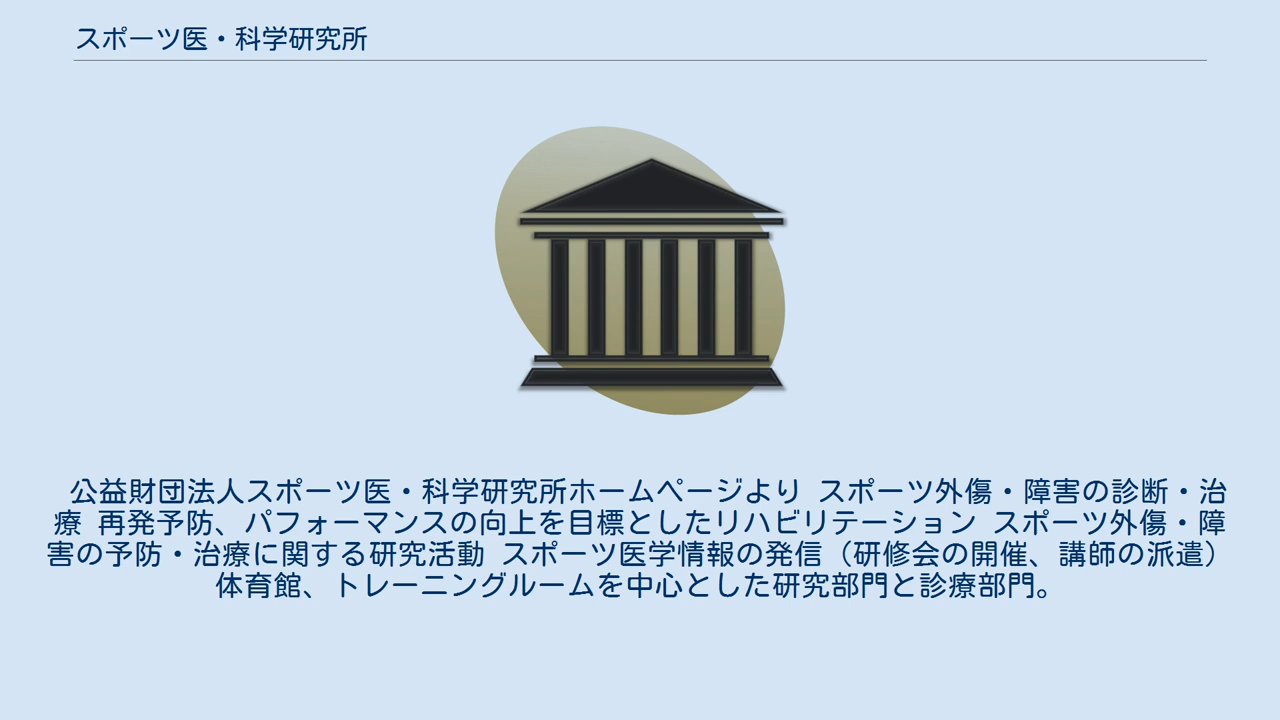 スポーツ医・科学研究所
公益財団法人スポーツ医・科学研究所ホームページより スポーツ外傷・障害の診断・治
療 再発予防、パフォーマンスの向上を目標としたリハビリテーション スポーツ外傷・障
害の予防・治療に関する研究活動 スポーツ医学情報の発信（研修会の開催、講師の派遣）
体育館、トレーニングルームを中心とした研究部門と診療部門。